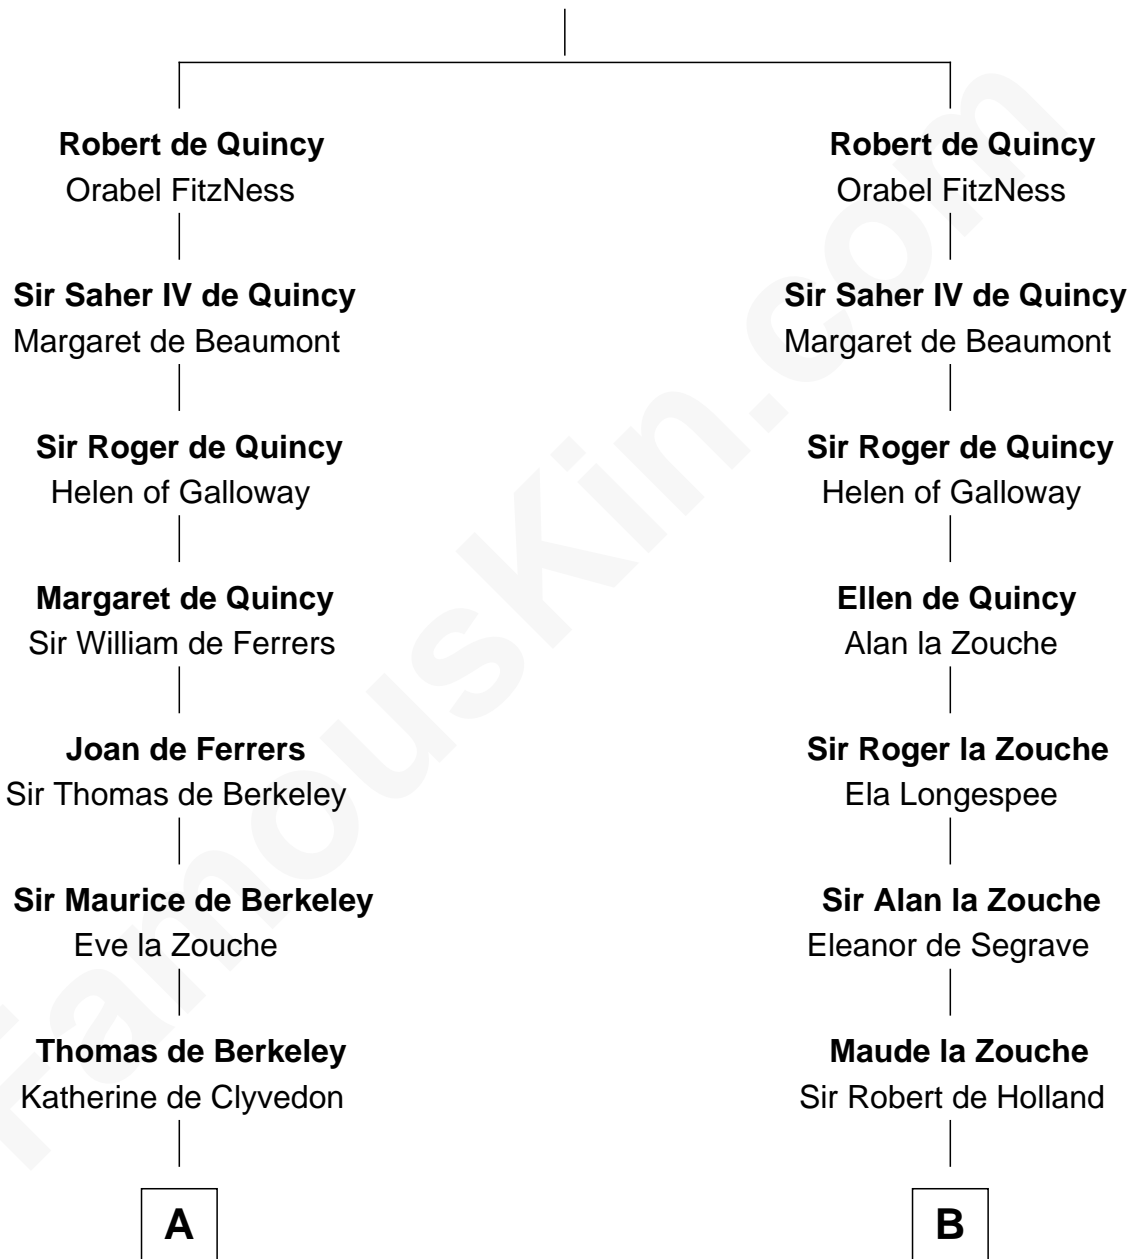 Robert de Quincy
Orabel FitzNess
Sir Saher IV de Quincy
Margaret de Beaumont
Sir Roger de Quincy
Helen of Galloway
Margaret de Quincy
Sir William de Ferrers
Joan de Ferrers
Sir Thomas de Berkeley
Sir Maurice de Berkeley
Eve la Zouche
Thomas de Berkeley
Katherine de Clyvedon
A
Robert de Quincy
Orabel FitzNess
Sir Saher IV de Quincy
Margaret de Beaumont
Sir Roger de Quincy
Helen of Galloway
Ellen de Quincy
Alan la Zouche
Sir Roger la Zouche
Ela Longespee
Sir Alan la Zouche
Eleanor de Segrave
Maude la Zouche
Sir Robert de Holland
B
FamousKin.com